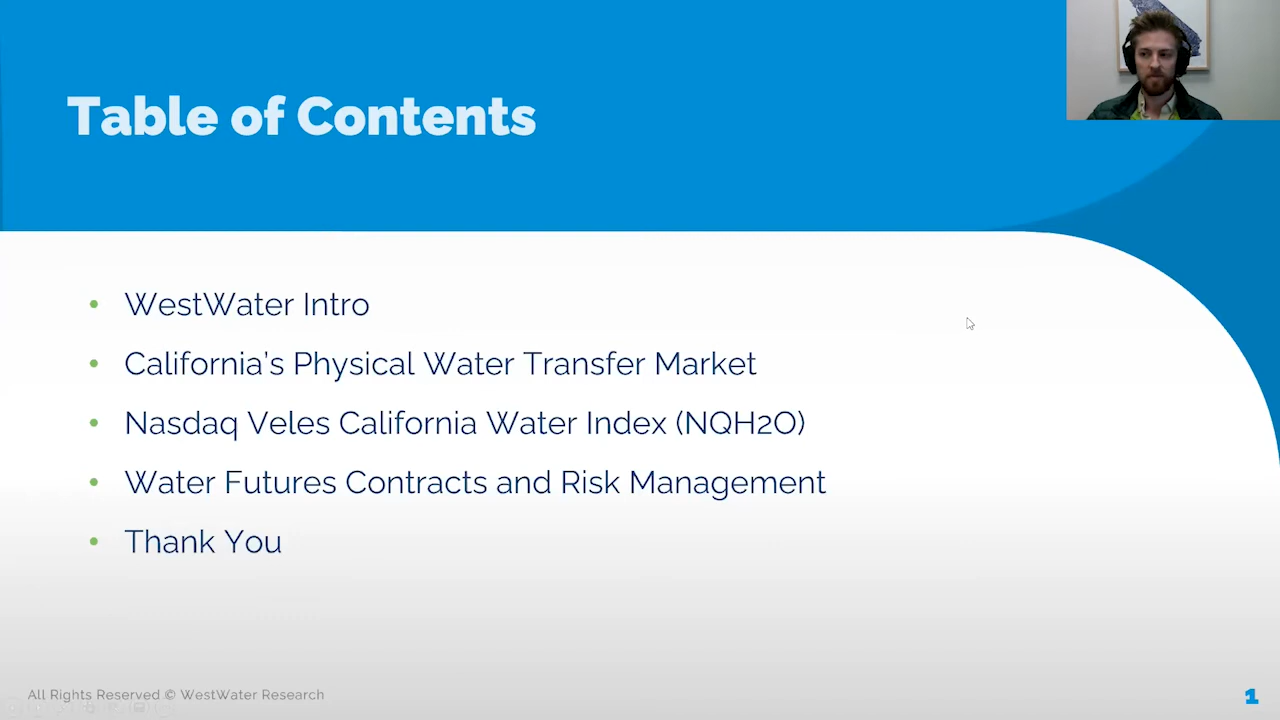 Table of Contents
• WestWater Intro
• California's Physical Water Transfer Market
• Nasdaq Veles California Water Index (NQH2O)
• Water Futures Contracts and Risk Management
• Thank You
All Rights Reserved © WestWater Research
1